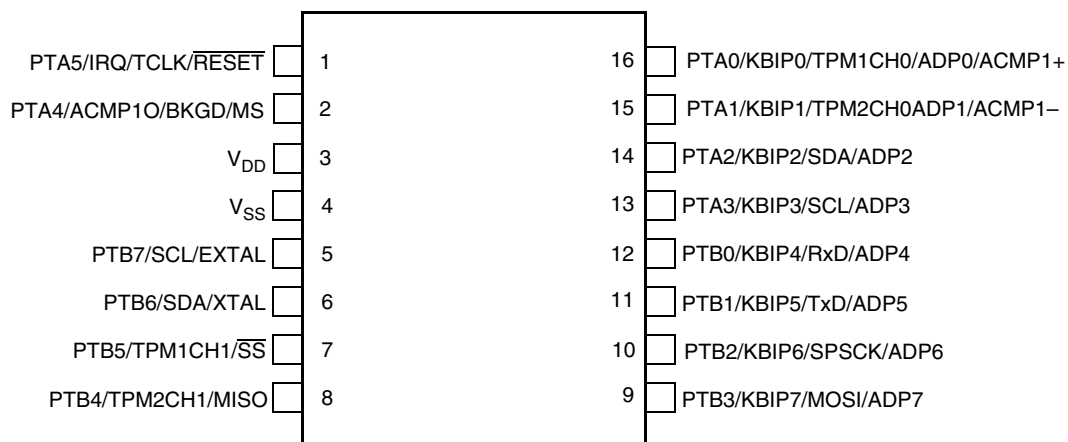 PTA5/IRQ/TCLK/RESET 1
PTA4/ACMP1O/BKGD/MS 2
VDD 3
VSS 4
PTB7/SCL/EXTAL 5
PTB6/SDA/XTAL 6
PTB5/TPM1CH1/SS 7
PTB4/TPM2CH1/MISO 8
16 PTA0/KBIP0/TPM1CH0/ADP0/ACMP1+
15 PTA1/KBIP1/TPM2CH0ADP1/ACMP1–
14 PTA2/KBIP2/SDA/ADP2
13 PTA3/KBIP3/SCL/ADP3
12 PTB0/KBIP4/RxD/ADP4
11 PTB1/KBIP5/TxD/ADP5
10 PTB2/KBIP6/SPSCK/ADP6
9 PTB3/KBIP7/MOSI/ADP7